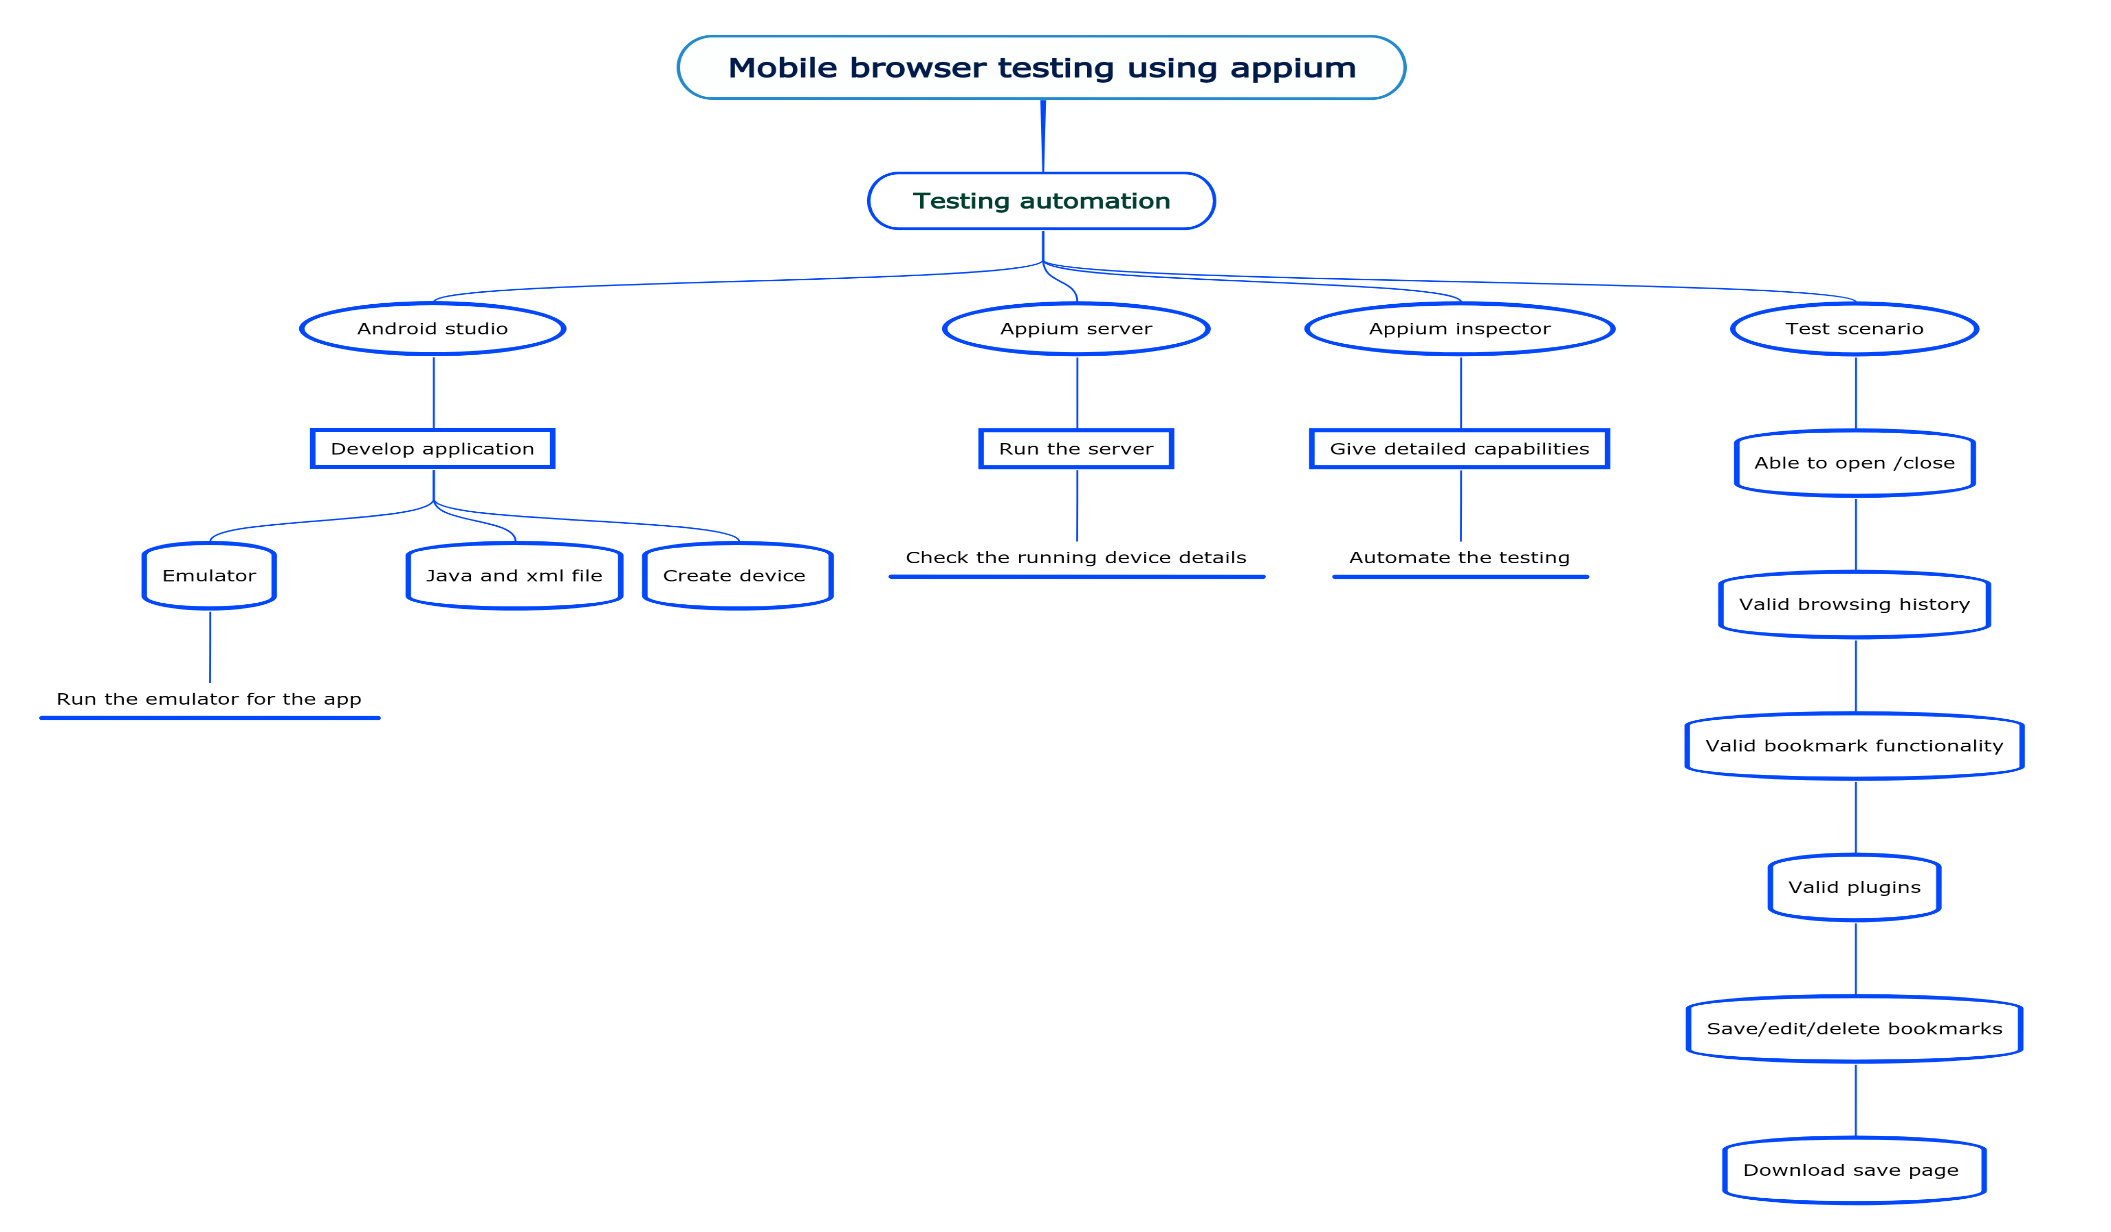 Mobile browser testing using appium
Testing automation
Android studio
Appium server
Appium inspector
Test scenario
Develop application
Run the server
Give detailed capabilities
Able to open /close
Emulator
Java and xml file
Create device
Check the running device details
Automate the testing
Valid browsing history
Run the emulator for the app
Valid bookmark functionality
Valid plugins
Save/edit/delete bookmarks
Download save page